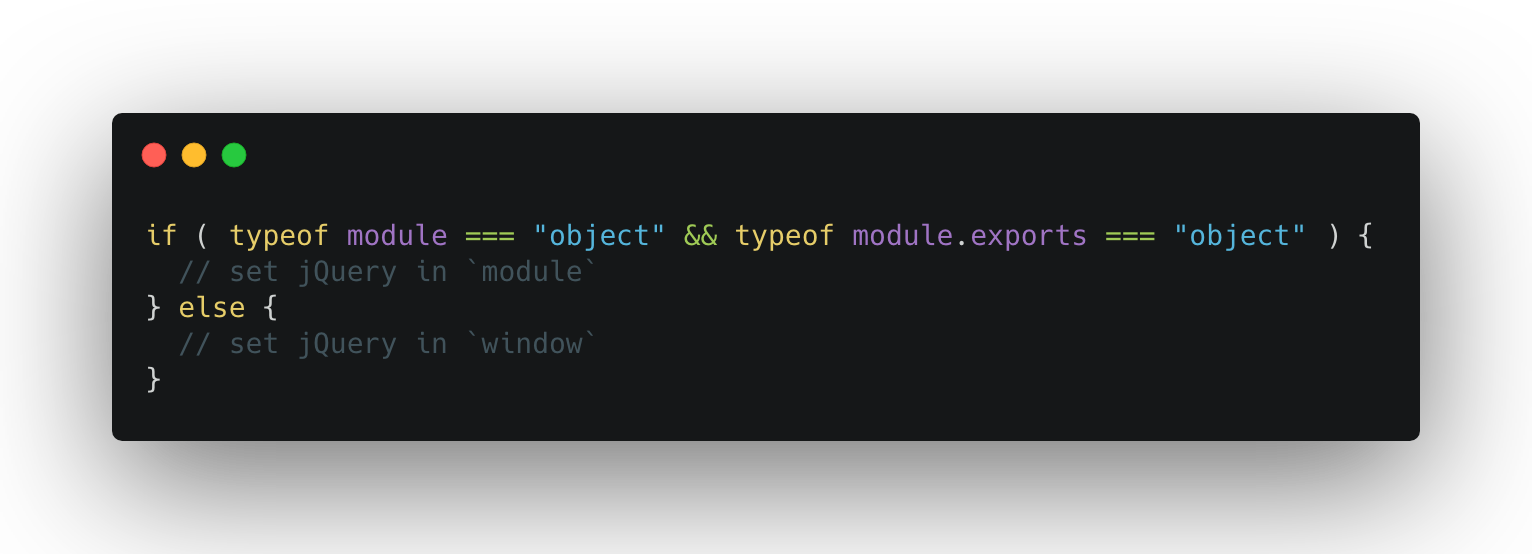 if ( typeof module === "object" && typeof module.exports === "object" ) {
  // set jQuery in `module`
} else {
  // set jQuery in `window`
}